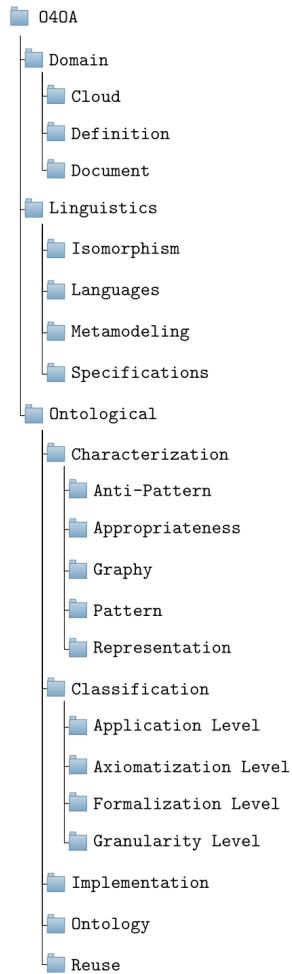 O4OA
Domain
Cloud
Definition
Document
Linguistics
Isomorphism
Languages
Metamodeling
Specifications
Ontological
Characterization
Anti-Pattern
Appropriateness
Graphy
Pattern
Representation
Classification
Application Level
Axiomatization Level
Formalization Level
Granularity Level
Implementation
Ontology
Reuse